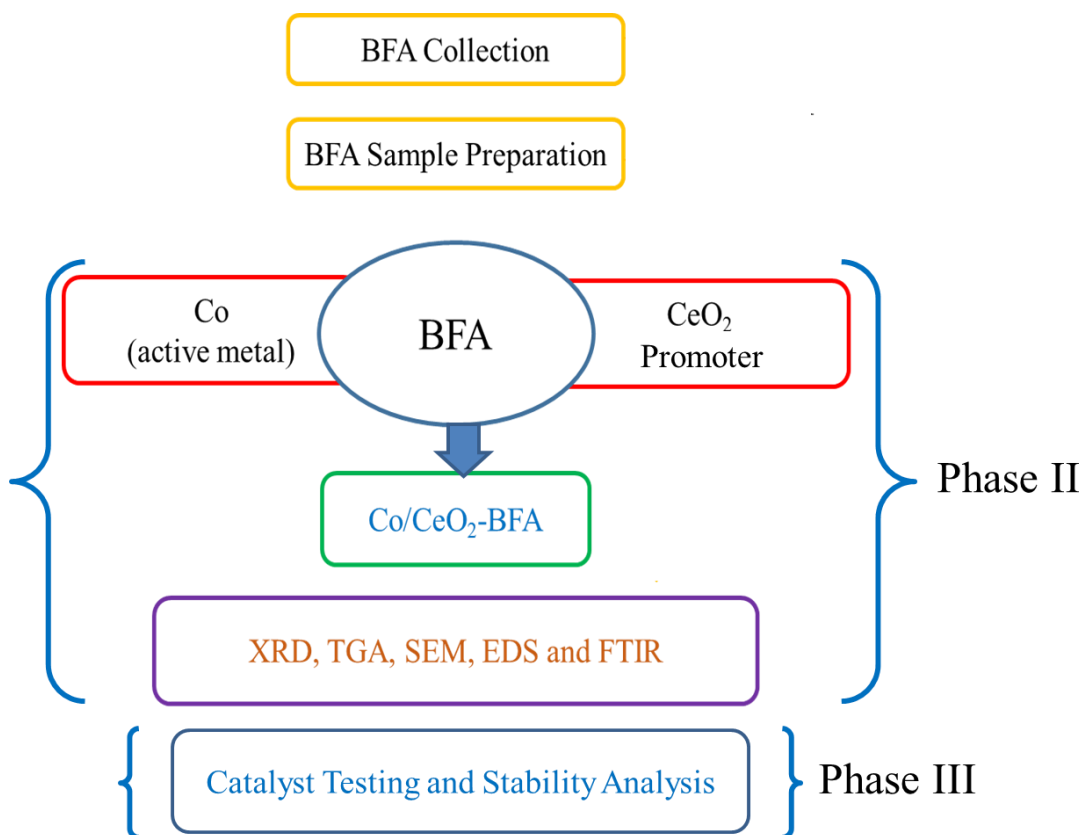 BFA Collection
BFA Sample Preparation
Co
(active metal)
BFA
CeO₂
Promoter
Co/CeO₂-BFA
Phase II
XRD, TGA, SEM, EDS and FTIR
Catalyst Testing and Stability Analysis
Phase III